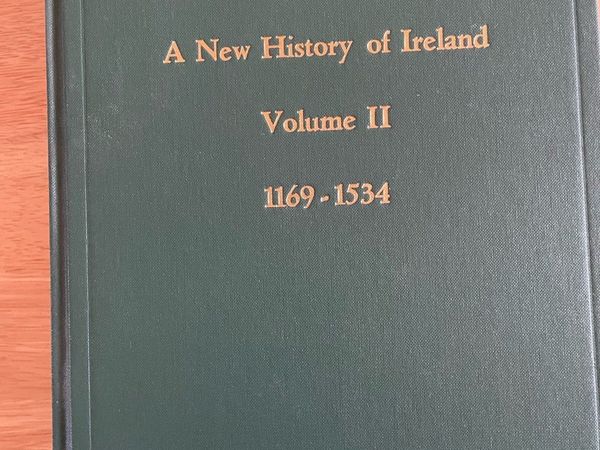 A New History of Ireland
Volume II
1169-1534